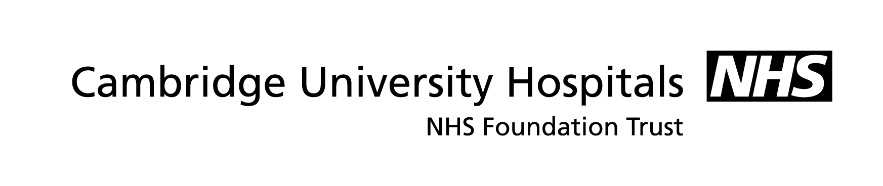 Cambridge University Hospitals NHS
NHS Foundation Trust